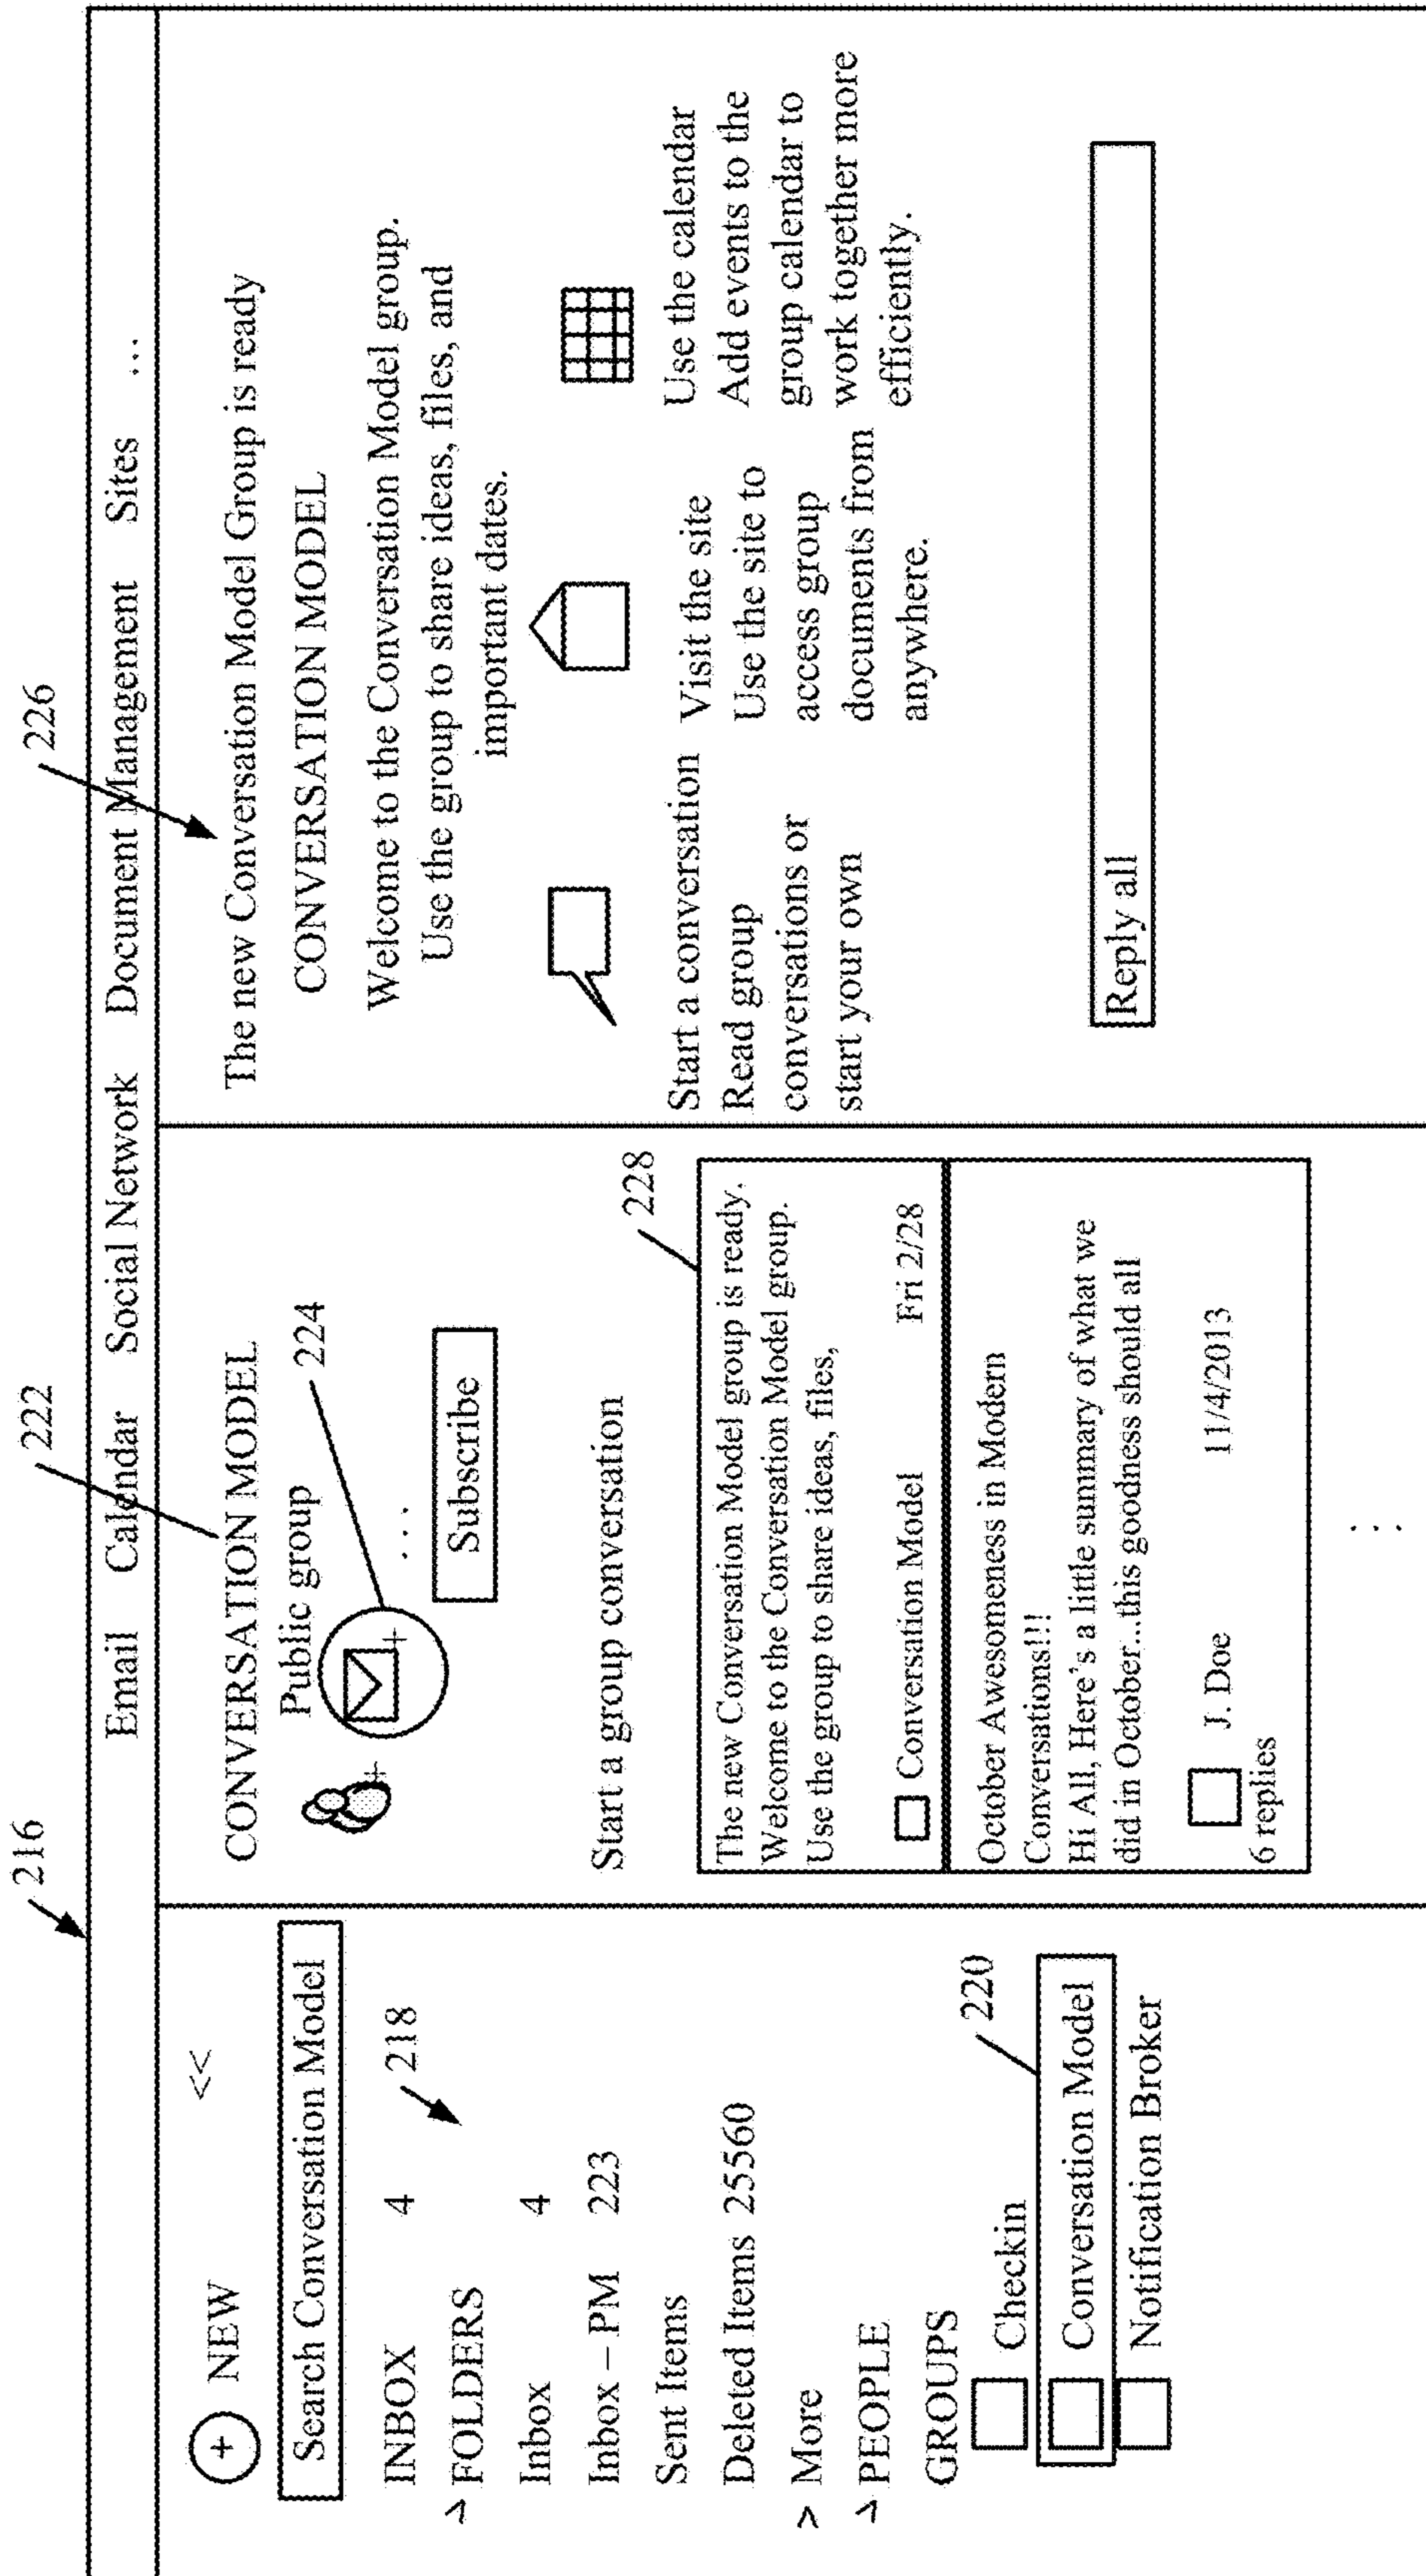 216
222
226
Email Calendar Social Network Document Management Sites ...
+ NEW <<
Search Conversation Model
INBOX 4
218
> FOLDERS
Inbox 4
Inbox – PM 223
Sent Items
Deleted Items 25560
> More
> PEOPLE
GROUPS
Checkin
220
Conversation Model
Notification Broker
CONVERSATION MODEL
Public group
224
+ + ...
Subscribe
Start a group conversation
228
The new Conversation Model group is ready.
Welcome to the Conversation Model group.
Use the group to share ideas, files,
Conversation Model Fri 2/28
October Awesomeness in Modern
Conversations!!!
Hi All, Here's a little summary of what we
did in October...this goodness should all
J. Doe 11/4/2013
6 replies
...
The new Conversation Model Group is ready
CONVERSATION MODEL
Welcome to the Conversation Model group.
Use the group to share ideas, files, and
important dates.
Start a conversation
Read group
conversations or
start your own
Visit the site
Use the site to
access group
documents from
anywhere.
Use the calendar
Add events to the
group calendar to
work together more
efficiently.
Reply all